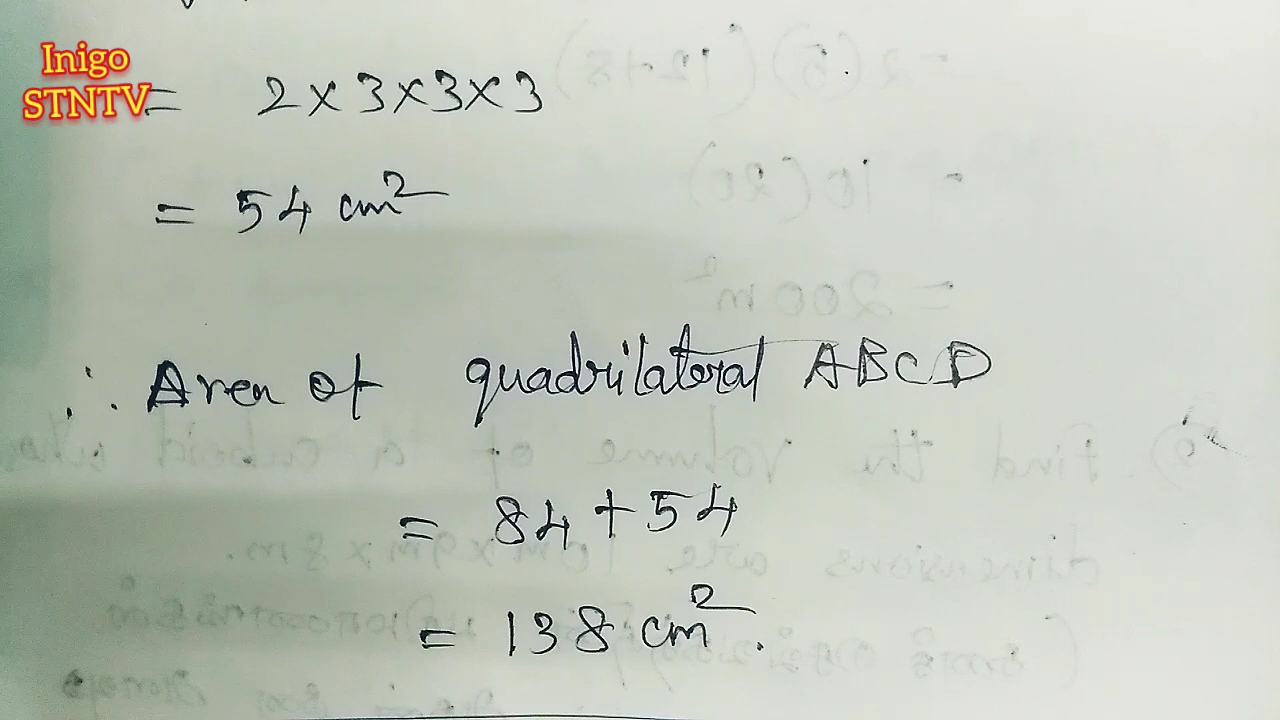 Inigo
STNTV
= 2×3×3×3
= 54 cm²
∴ Area of quadrilateral ABCD
= 84+54
= 138 cm².